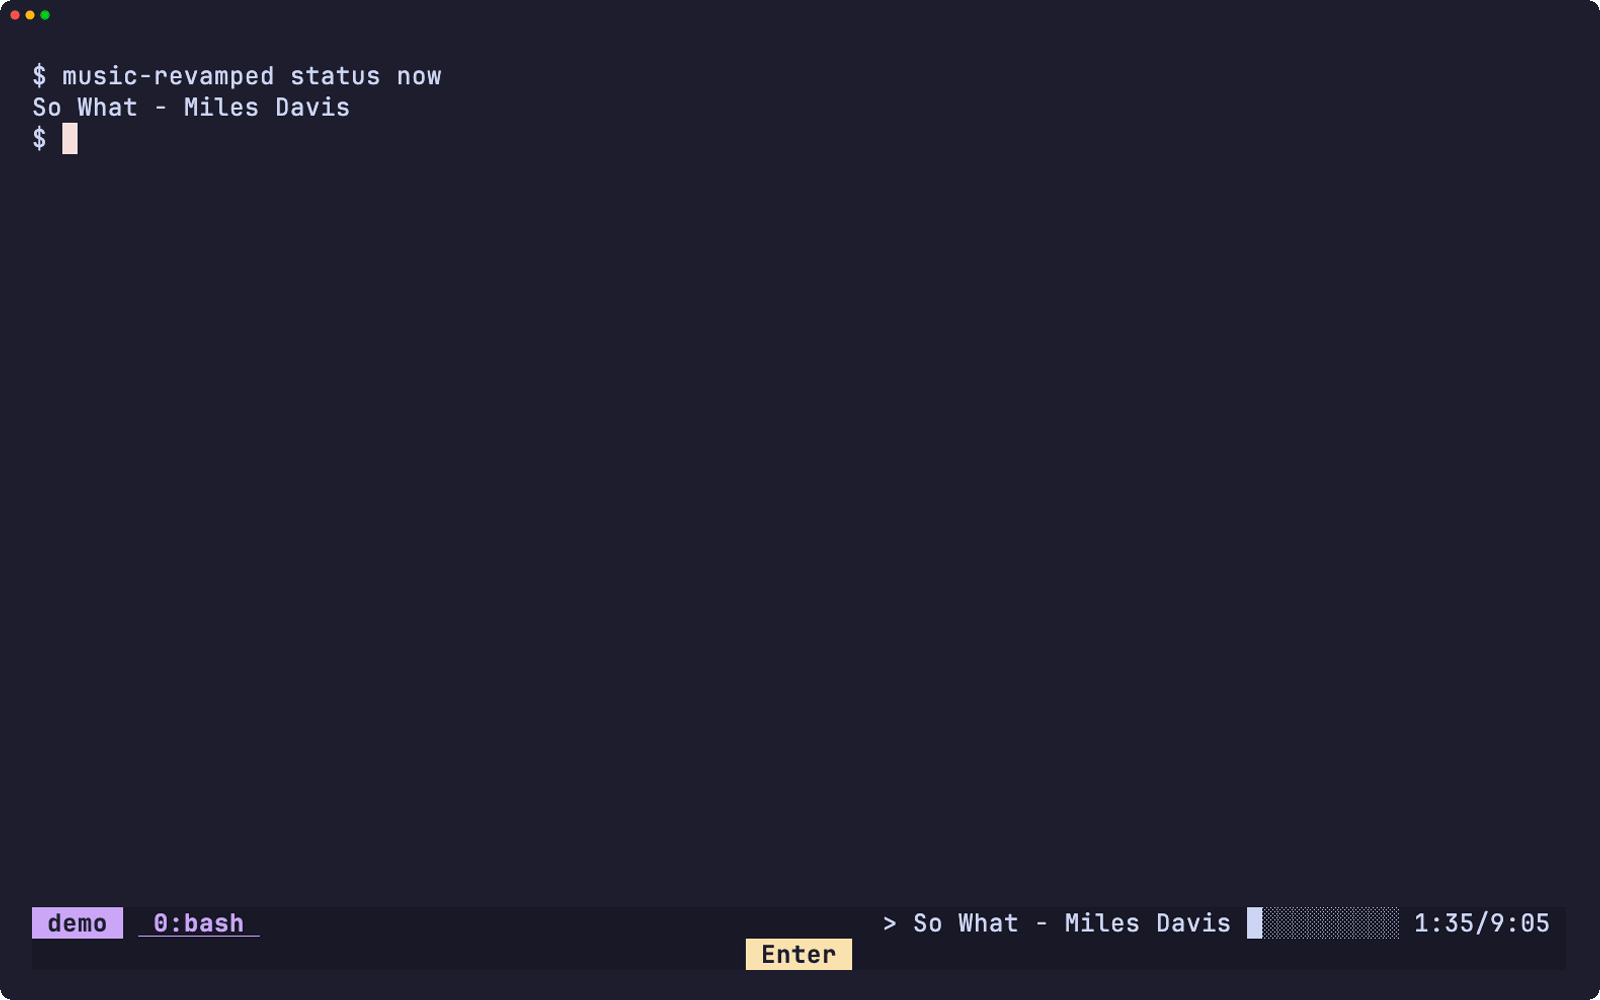 $ music-revamped status now
So What - Miles Davis
$
demo 0:bash > So What - Miles Davis █░░░░░░░░░ 1:35/9:05
Enter